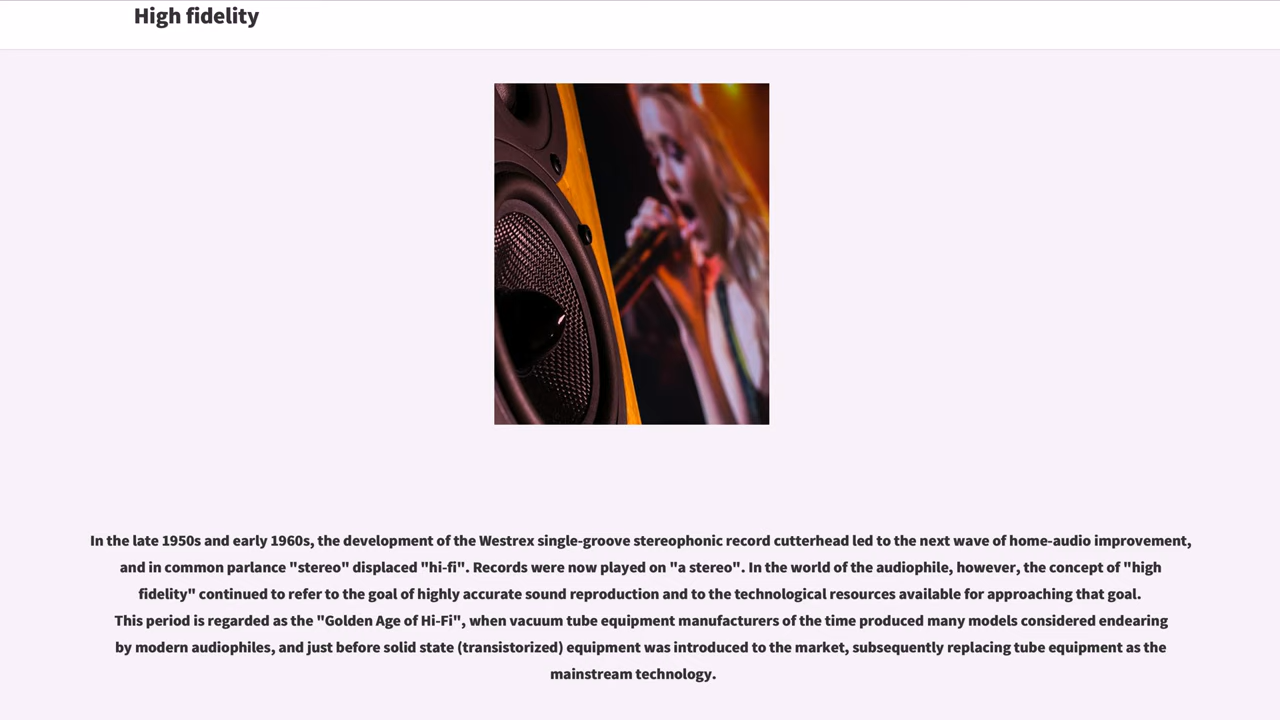 High fidelity
In the late 1950s and early 1960s, the development of the Westrex single-groove stereophonic record cutterhead led to the next wave of home-audio improvement,
and in common parlance "stereo" displaced "hi-fi". Records were now played on "a stereo". In the world of the audiophile, however, the concept of "high
fidelity" continued to refer to the goal of highly accurate sound reproduction and to the technological resources available for approaching that goal.
This period is regarded as the "Golden Age of Hi-Fi", when vacuum tube equipment manufacturers of the time produced many models considered endearing
by modern audiophiles, and just before solid state (transistorized) equipment was introduced to the market, subsequently replacing tube equipment as the
mainstream technology.